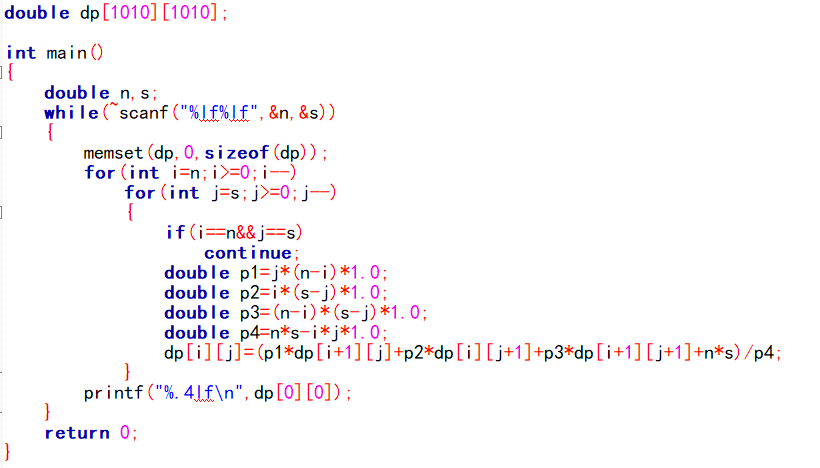 double dp[1010][1010];
int main()
{
double n,s;
while(~scanf("%lf%lf",&n,&s))
{
memset(dp,0,sizeof(dp));
for(int i=n;i>=0;i--)
for(int j=s;j>=0;j--)
{
if(i==n&&j==s)
continue;
double p1=j*(n-i)*1.0;
double p2=i*(s-j)*1.0;
double p3=(n-i)*(s-j)*1.0;
double p4=n*s-i*j*1.0;
dp[i][j]=(p1*dp[i+1][j]+p2*dp[i][j+1]+p3*dp[i+1][j+1]+n*s)/p4;
}
printf("%.4lf\n",dp[0][0]);
}
return 0;
}